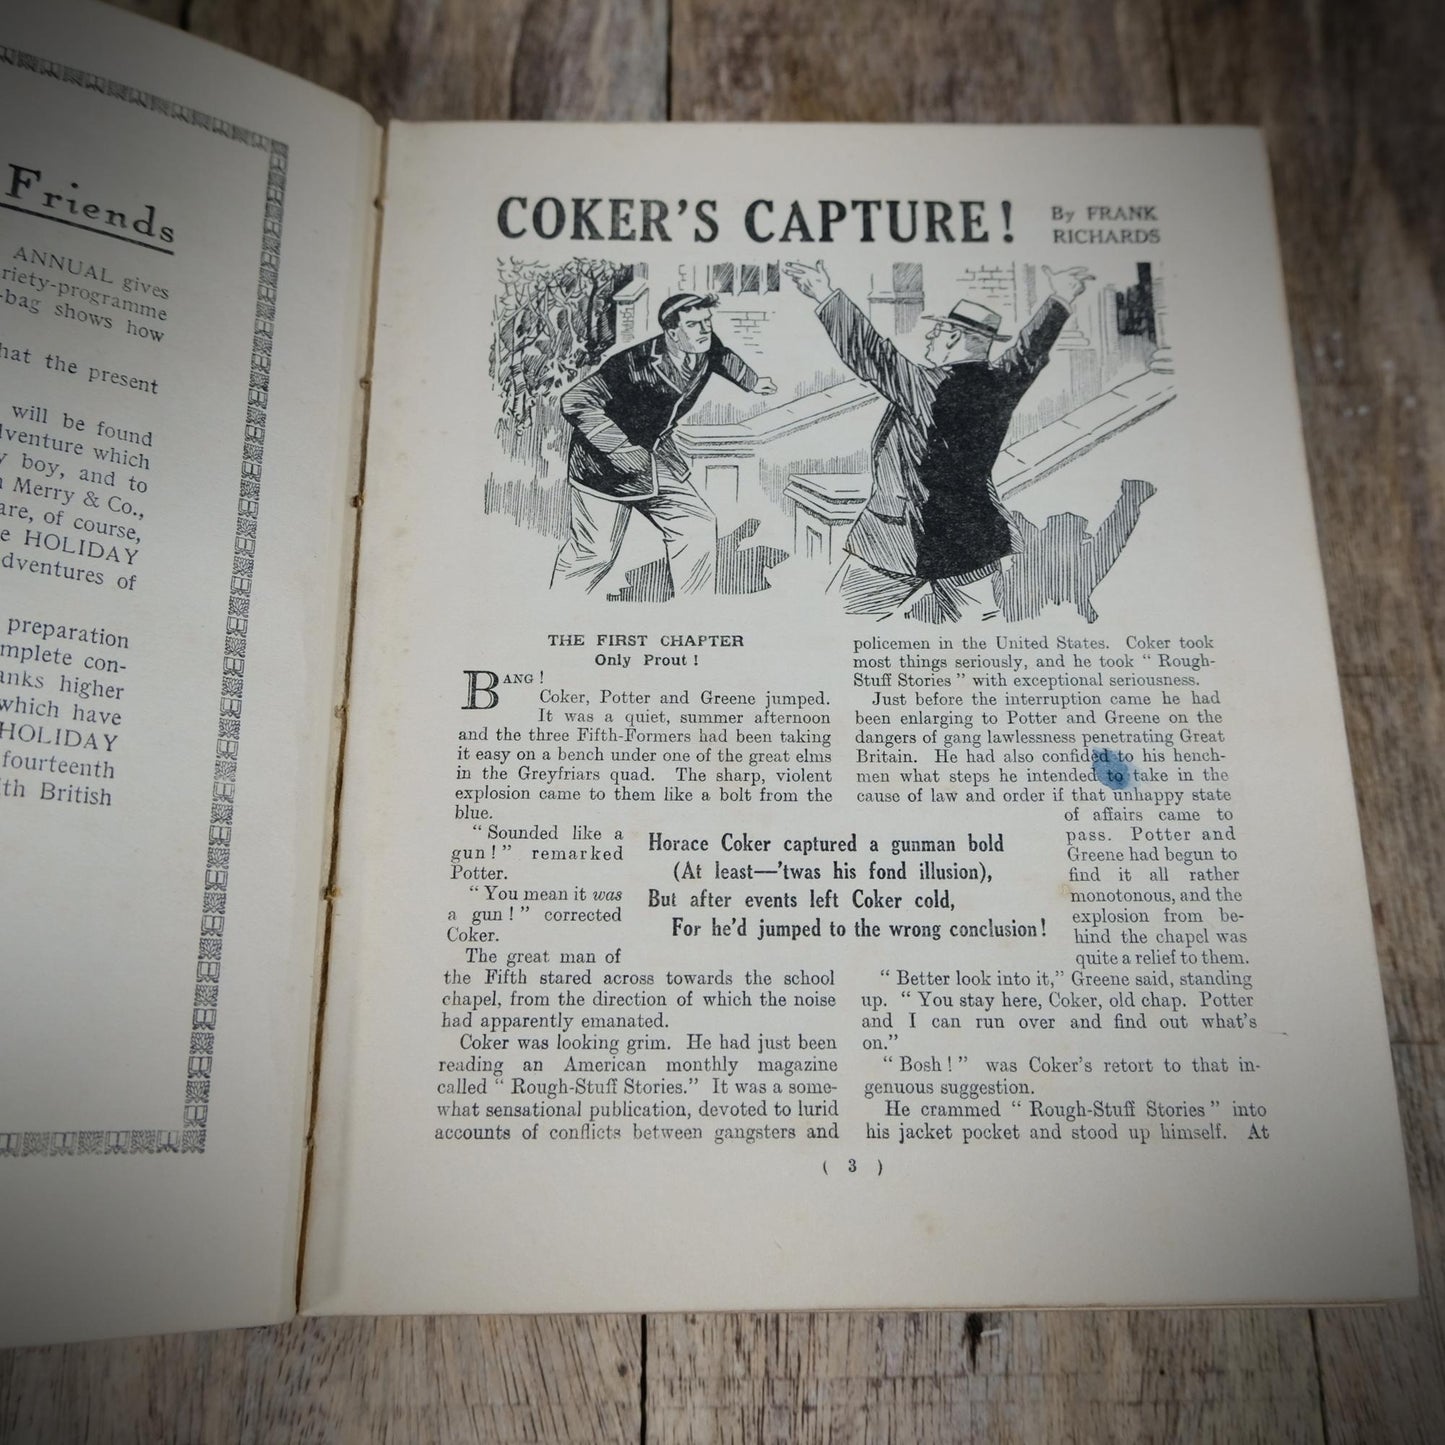 Friends
ANNUAL gives
riety-programme
-bag shows how
hat the present
will be found
venture which
boy, and to
Merry & Co.,
are, of course,
HOLIDAY
dventures of
preparation
mplete con-
anks higher
which have
HOLIDAY
fourteenth
ith British
COKER'S CAPTURE!
By FRANK
RICHARDS
THE FIRST CHAPTER
Only Prout !
BANG !
Coker, Potter and Greene jumped.
It was a quiet, summer afternoon
and the three Fifth-Formers had been taking
it easy on a bench under one of the great elms
in the Greyfriars quad. The sharp, violent
explosion came to them like a bolt from the
blue.
“ Sounded like a
gun ! ” remarked
Potter.
“ You mean it was
a gun ! ” corrected
Coker.
The great man of
the Fifth stared across towards the school
chapel, from the direction of which the noise
had apparently emanated.
Coker was looking grim. He had just been
reading an American monthly magazine
called “ Rough-Stuff Stories.” It was a some-
what sensational publication, devoted to lurid
accounts of conflicts between gangsters and
Horace Coker captured a gunman bold
(At least—'twas his fond illusion),
But after events left Coker cold,
For he'd jumped to the wrong conclusion!
policemen in the United States. Coker took
most things seriously, and he took “ Rough-
Stuff Stories ” with exceptional seriousness.
Just before the interruption came he had
been enlarging to Potter and Greene on the
dangers of gang lawlessness penetrating Great
Britain. He had also confided to his hench-
men what steps he intended to take in the
cause of law and order if that unhappy state
of affairs came to
pass. Potter and
Greene had begun to
find it all rather
monotonous, and the
explosion from be-
hind the chapel was
quite a relief to them.
“ Better look into it,” Greene said, standing
up. “ You stay here, Coker, old chap. Potter
and I can run over and find out what's
on.”
“ Bosh ! ” was Coker's retort to that in-
genuous suggestion.
He crammed “ Rough-Stuff Stories ” into
his jacket pocket and stood up himself. At
( 3 )